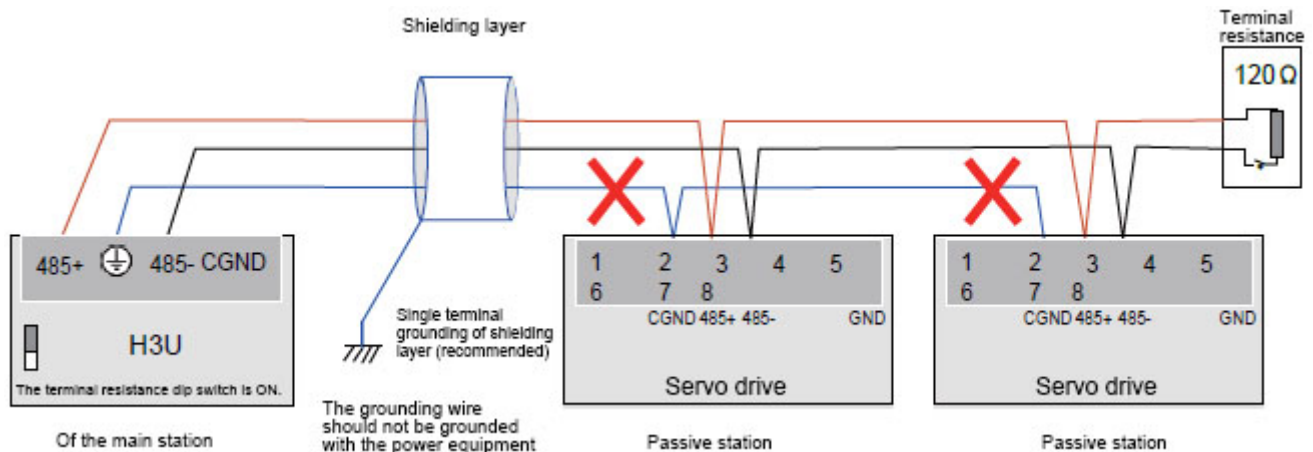 Shielding layer
Terminal
resistance
120 Ω
485+ 485- CGND
H3U
The terminal resistance dip switch is ON.
Of the main station
Single terminal
grounding of shielding
layer (recommended)
The grounding wire
should not be grounded
with the power equipment
1 2 3 4 5
6 7 8
CGND 485+ 485- GND
Servo drive
Passive station
1 2 3 4 5
6 7 8
CGND 485+ 485- GND
Servo drive
Passive station